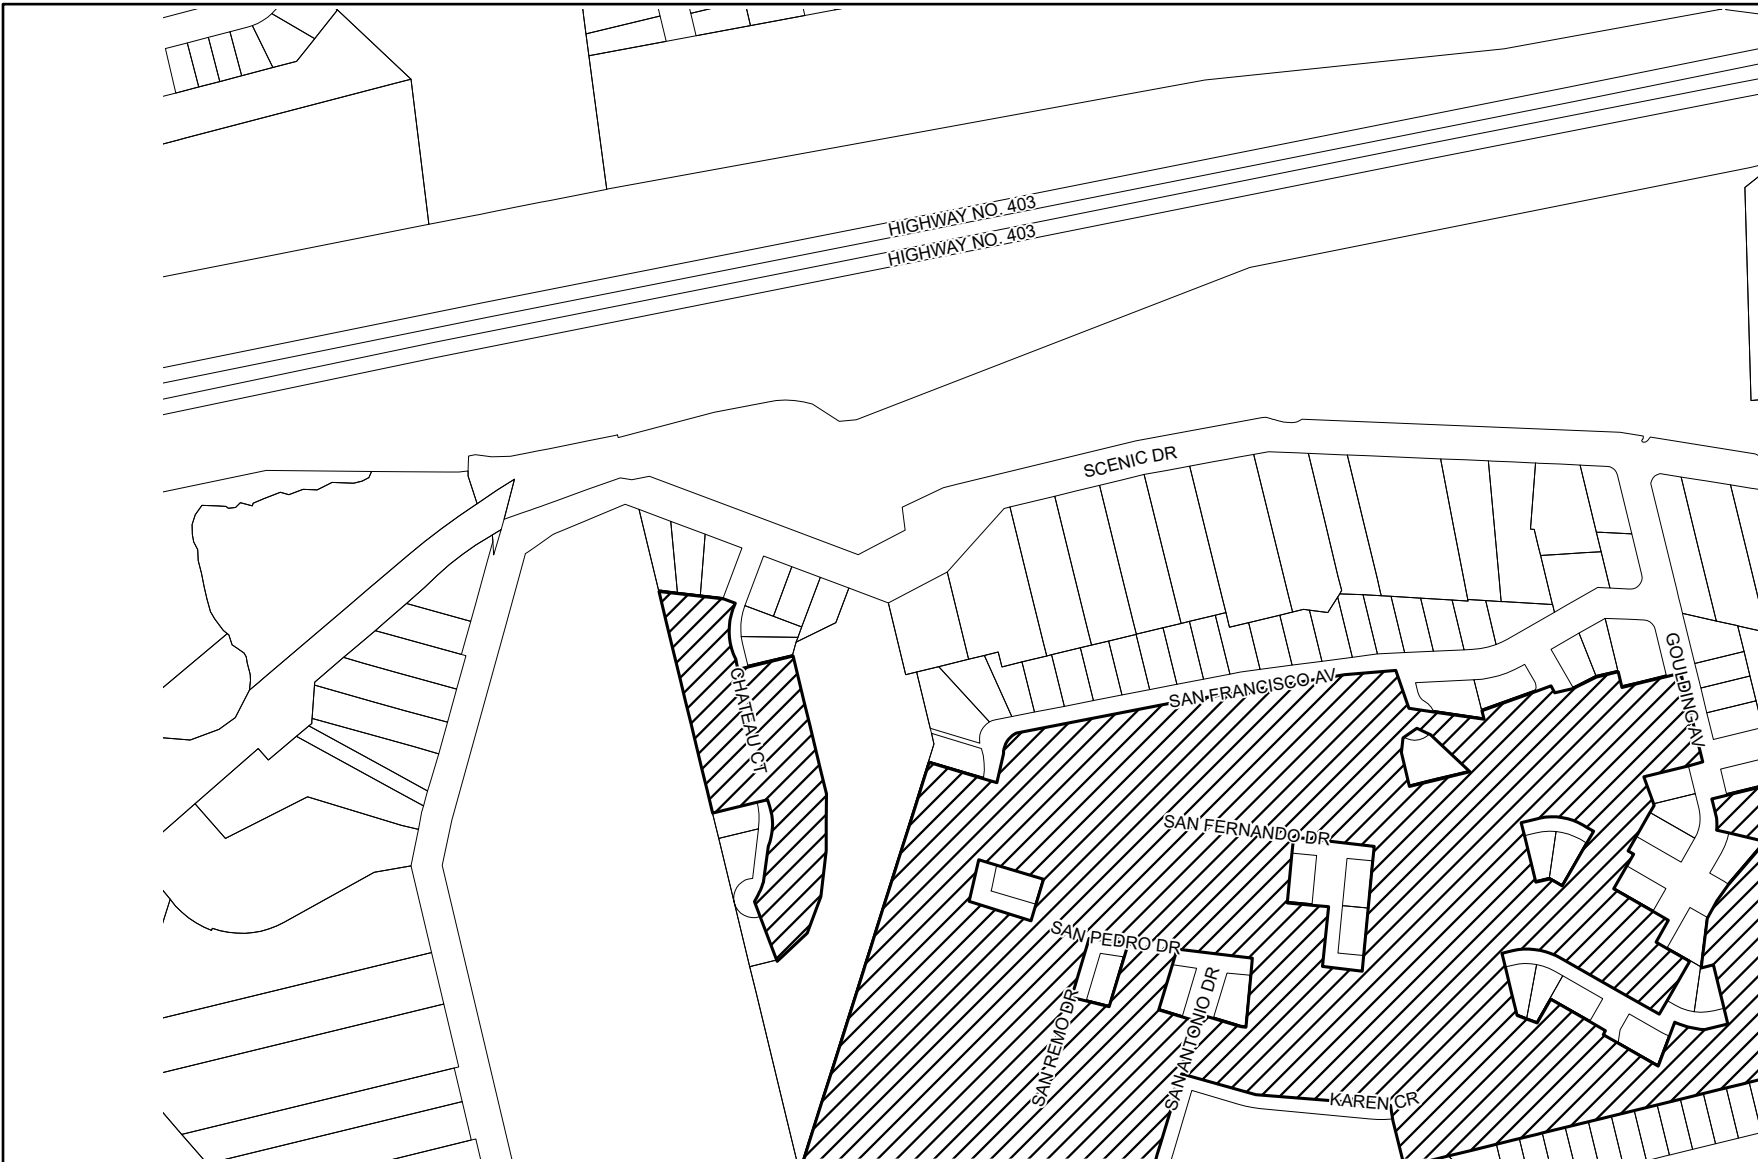 HIGHWAY NO. 403
HIGHWAY NO. 403
SCENIC DR
GOULDING AV
SAN FRANCISCO AV
CHATEAU CT
SAN FERNANDO DR
SAN PEDRO DR
SAN REMO DR
SAN ANTONIO DR
KAREN CR